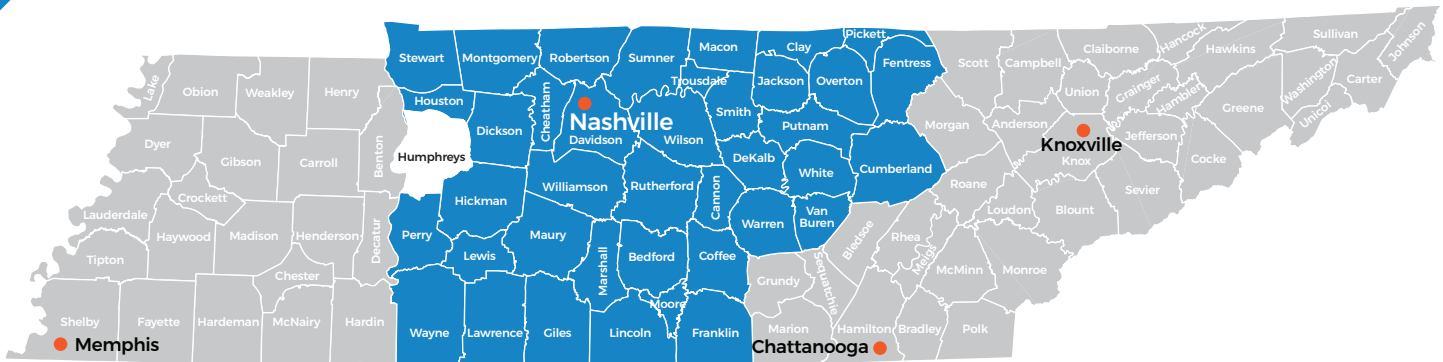 Stewart
Montgomery
Robertson
Sumner
Macon
Clay
Pickett
Fentress
Scott
Campbell
Claiborne
Hancock
Hawkins
Sullivan
Johnson
Lake
Obion
Weakley
Henry
Houston
Cheatham
Trousdale
Jackson
Overton
Union
Grainger
Hamblen
Washington
Carter
Unicoi
Greene
Dickson
Nashville
Davidson
Wilson
Smith
Putnam
Morgan
Anderson
Knoxville
Knox
Jefferson
Cocke
Dyer
Gibson
Carroll
Benton
Humphreys
DeKalb
White
Cumberland
Roane
Loudon
Blount
Sevier
Crockett
Lauderdale
Haywood
Madison
Henderson
Decatur
Perry
Hickman
Williamson
Rutherford
Cannon
Warren
Van
Buren
Bledsoe
Rhea
Meigs
McMinn
Monroe
Tipton
Chester
Lewis
Maury
Marshall
Bedford
Coffee
Grundy
Sequatchie
Shelby
Fayette
Hardeman
McNairy
Hardin
Wayne
Lawrence
Giles
Lincoln
Moore
Franklin
Marion
Hamilton
Bradley
Polk
Memphis
Chattanooga